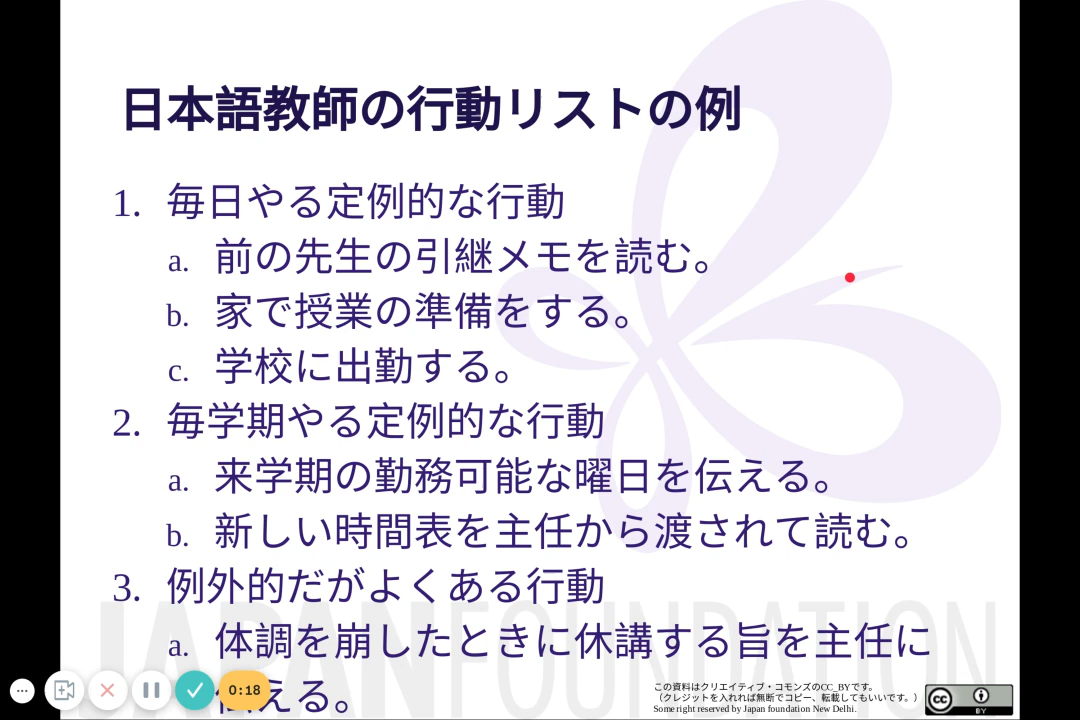 日本語教師の行動リストの例
1. 毎日やる定例的な行動
a. 前の先生の引継メモを読む。
b. 家で授業の準備をする。
c. 学校に出勤する。
2. 毎学期やる定例的な行動
a. 来学期の勤務可能な曜日を伝える。
b. 新しい時間表を主任から渡されて読む。
3. 例外的だがよくある行動
a. 体調を崩したときに休講する旨を主任に
伝える。
JAPANFOUNDATION
0:18
この資料はクリエイティブ・コモンズのCC_BYです。
（クレジットを入れれば無断でコピー、転載してもいいです。）
Some right reserved by Japan foundation New Delhi.
cc
BY